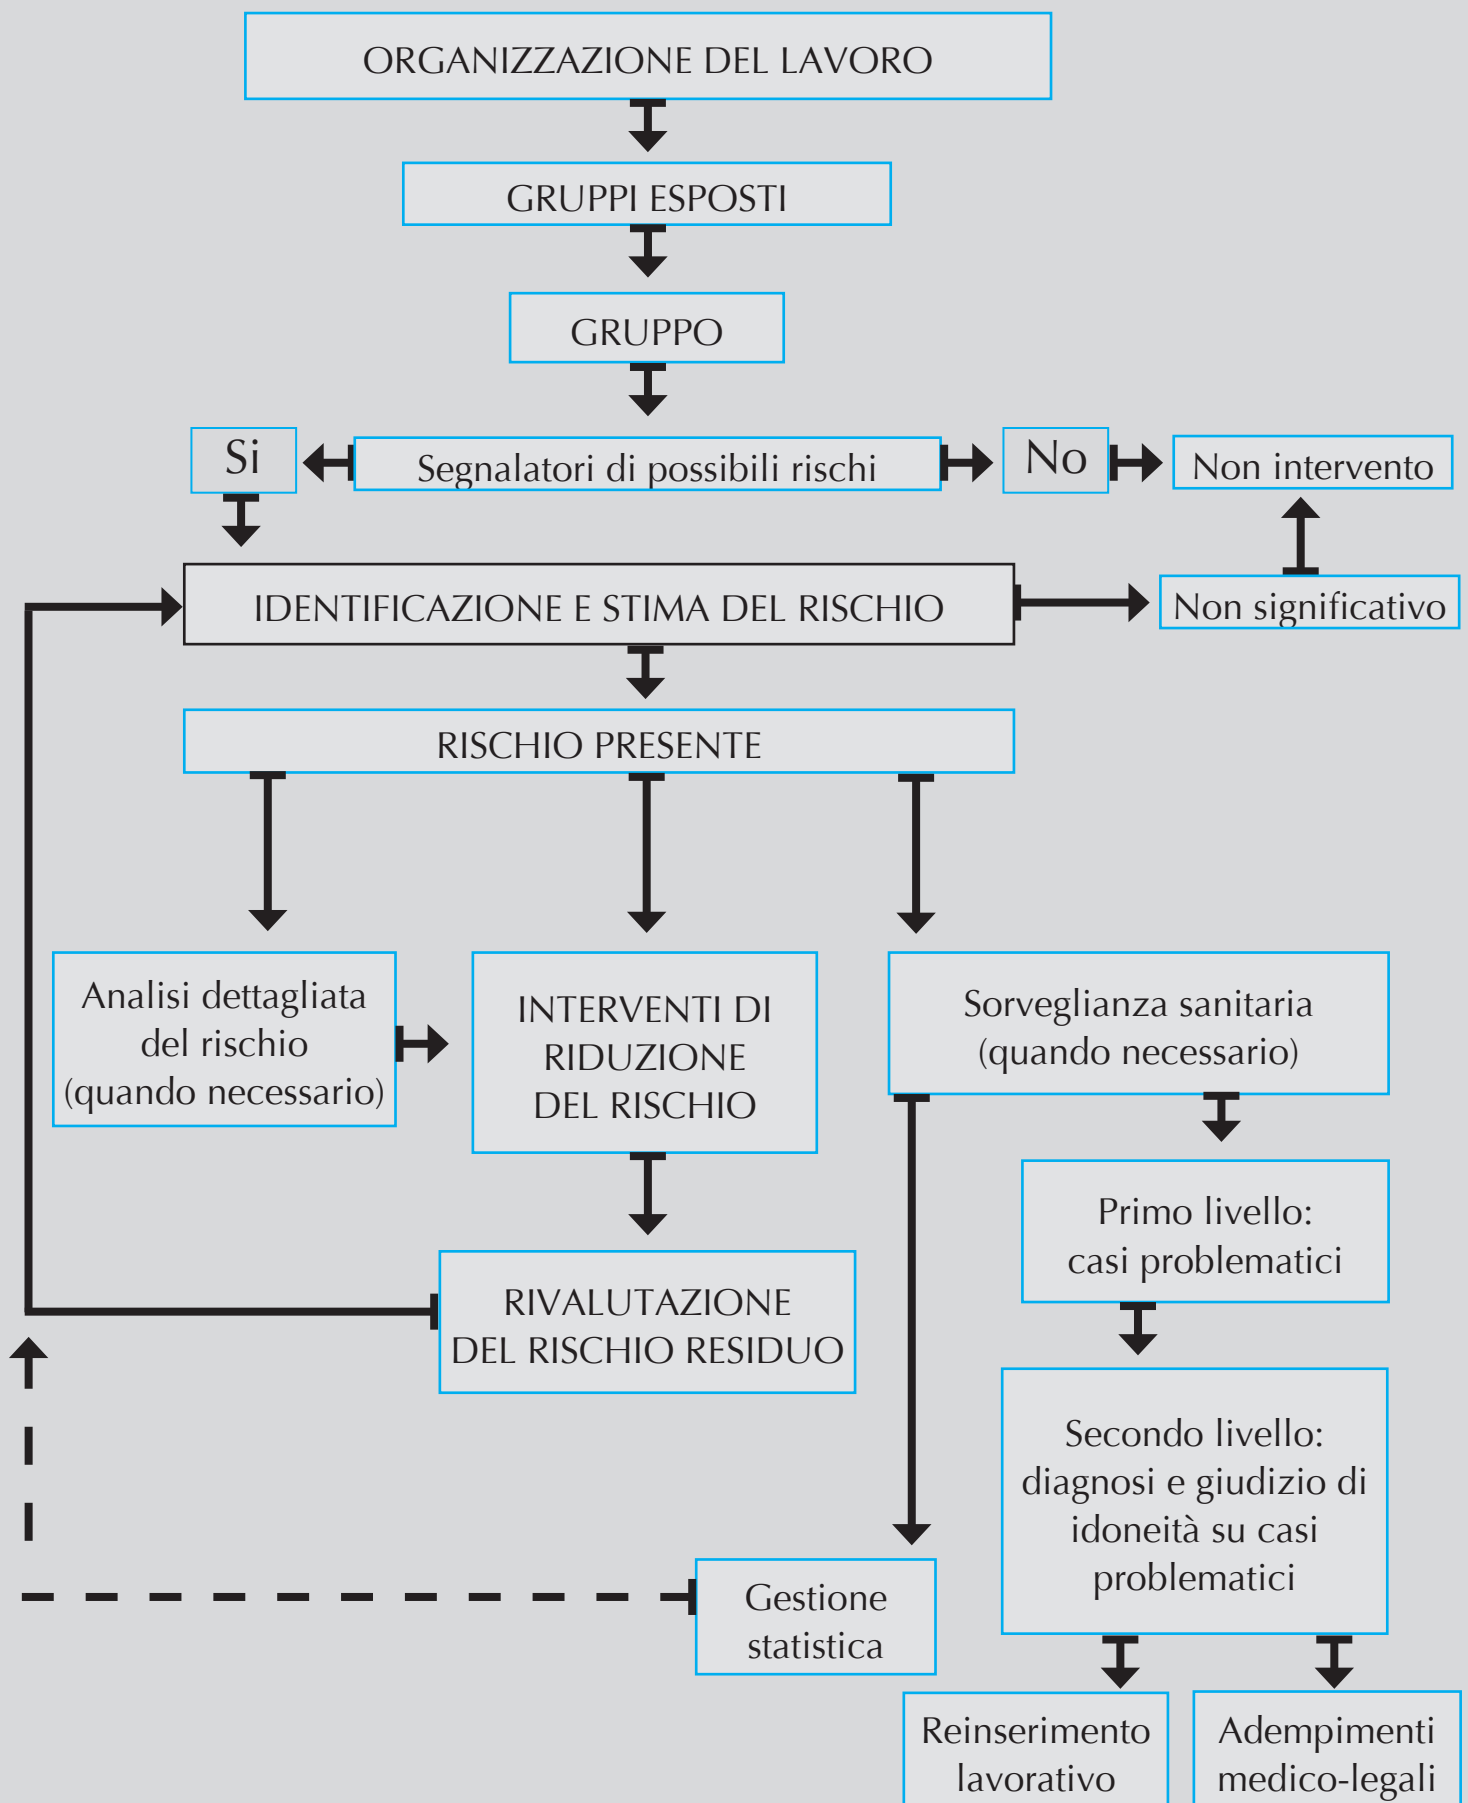 ORGANIZZAZIONE DEL LAVORO
GRUPPI ESPOSTI
GRUPPO
Si
Segnalatori di possibili rischi
No
Non intervento
IDENTIFICAZIONE E STIMA DEL RISCHIO
Non significativo
RISCHIO PRESENTE
Analisi dettagliata
del rischio
(quando necessario)
INTERVENTI DI
RIDUZIONE
DEL RISCHIO
Sorveglianza sanitaria
(quando necessario)
Primo livello:
casi problematici
RIVALUTAZIONE
DEL RISCHIO RESIDUO
Secondo livello:
diagnosi e giudizio di
idoneità su casi
problematici
Gestione
statistica
Reinserimento
lavorativo
Adempimenti
medico-legali